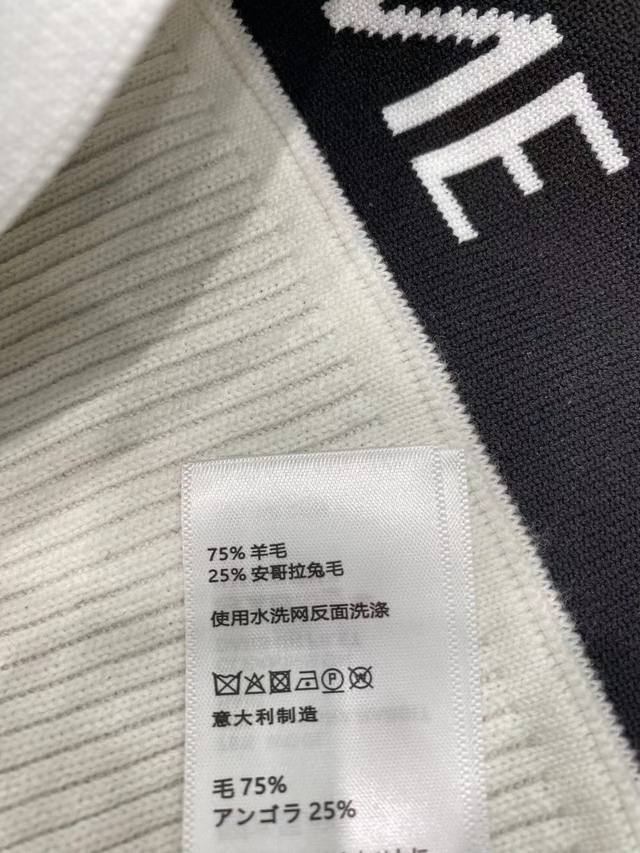 ME
75% 羊毛
25% 安哥拉兔毛
使用水洗网反面洗涤
意大利制造
毛 75%
アンゴラ 25%